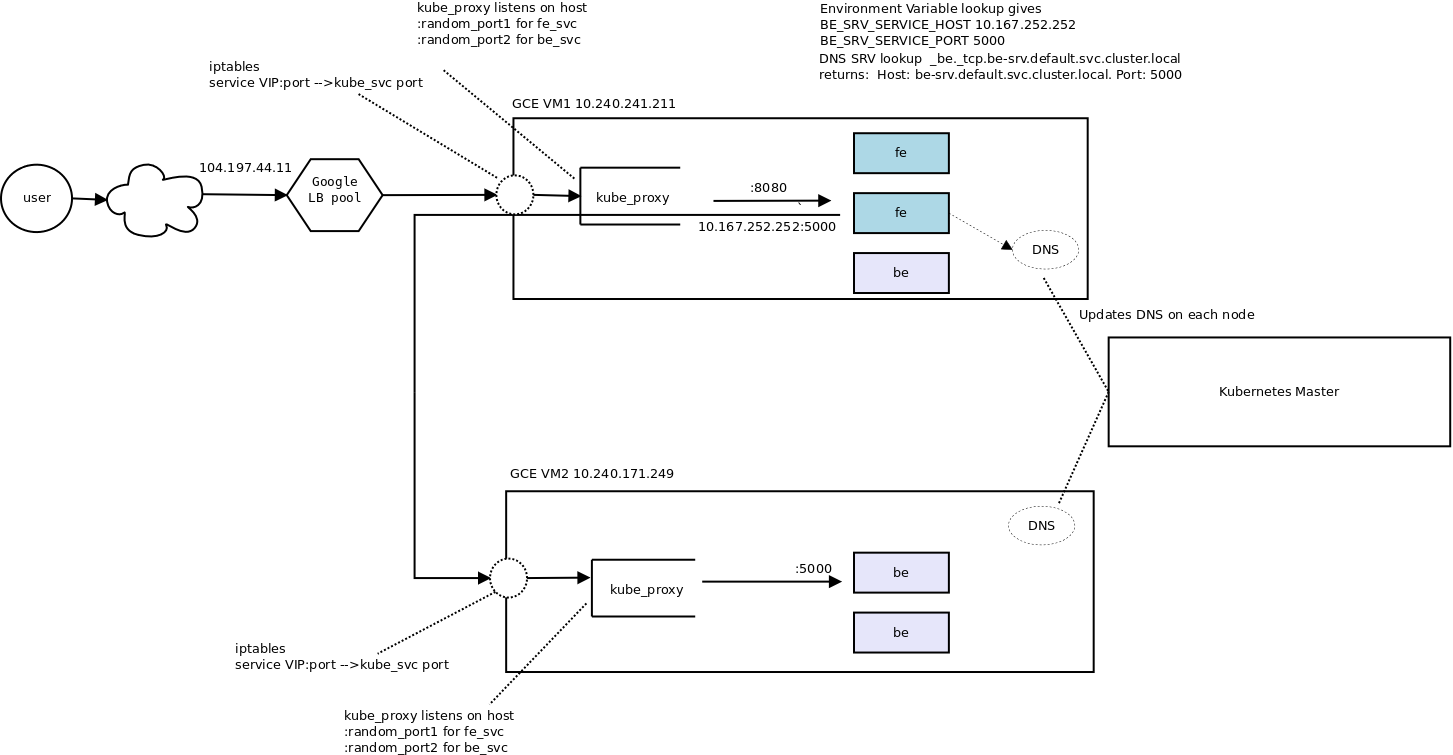 kube_proxy listens on host
:random_port1 for fe_svc
:random_port2 for be_svc
Environment Variable lookup gives
BE_SRV_SERVICE_HOST 10.167.252.252
BE_SRV_SERVICE_PORT 5000
DNS SRV lookup  _be._tcp.be-srv.default.svc.cluster.local
returns:  Host: be-srv.default.svc.cluster.local. Port: 5000
iptables
service VIP:port -->kube_svc port
GCE VM1 10.240.241.211
user
104.197.44.11
Google
LB pool
kube_proxy
:8080
10.167.252.252:5000
fe
fe
be
DNS
Updates DNS on each node
Kubernetes Master
GCE VM2 10.240.171.249
DNS
kube_proxy
:5000
be
be
iptables
service VIP:port -->kube_svc port
kube_proxy listens on host
:random_port1 for fe_svc
:random_port2 for be_svc